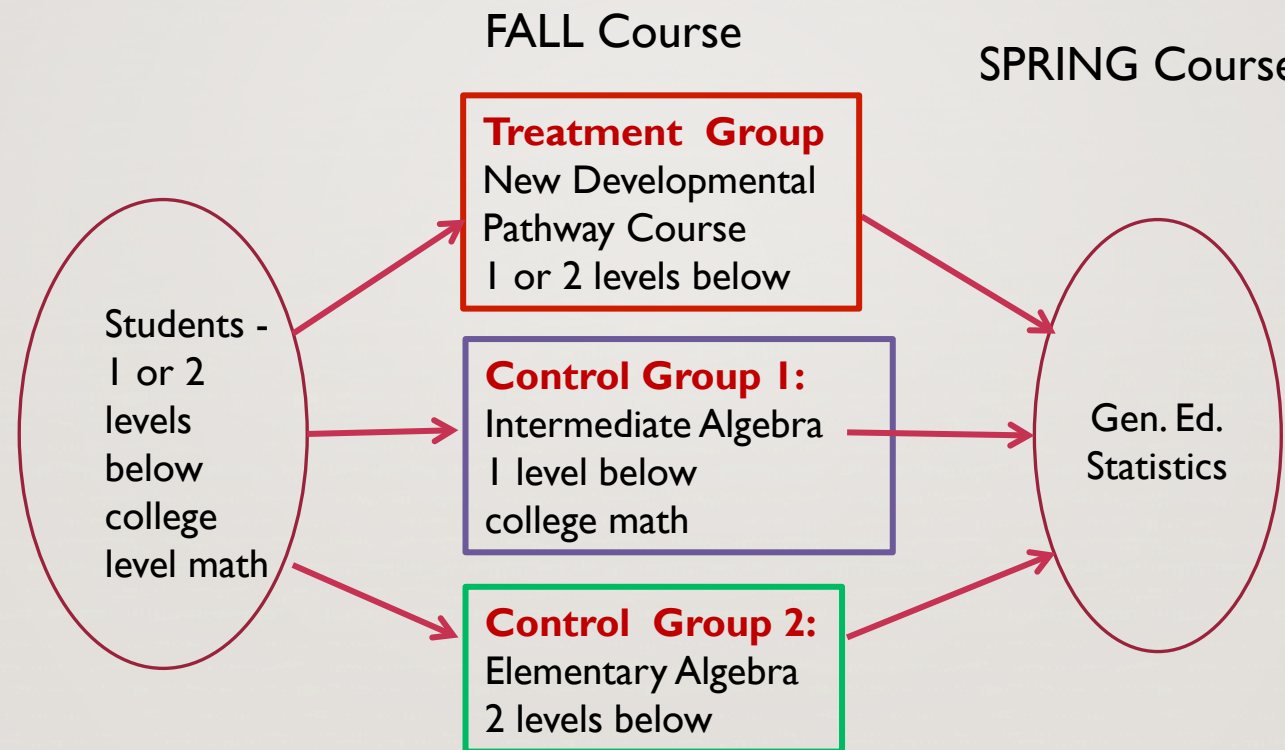 FALL Course
SPRING Course
Treatment Group
New Developmental
Pathway Course
1 or 2 levels below
Students -
1 or 2
levels
below
college
level math
Control Group 1:
Intermediate Algebra
1 level below
college math
Gen. Ed.
Statistics
Control Group 2:
Elementary Algebra
2 levels below